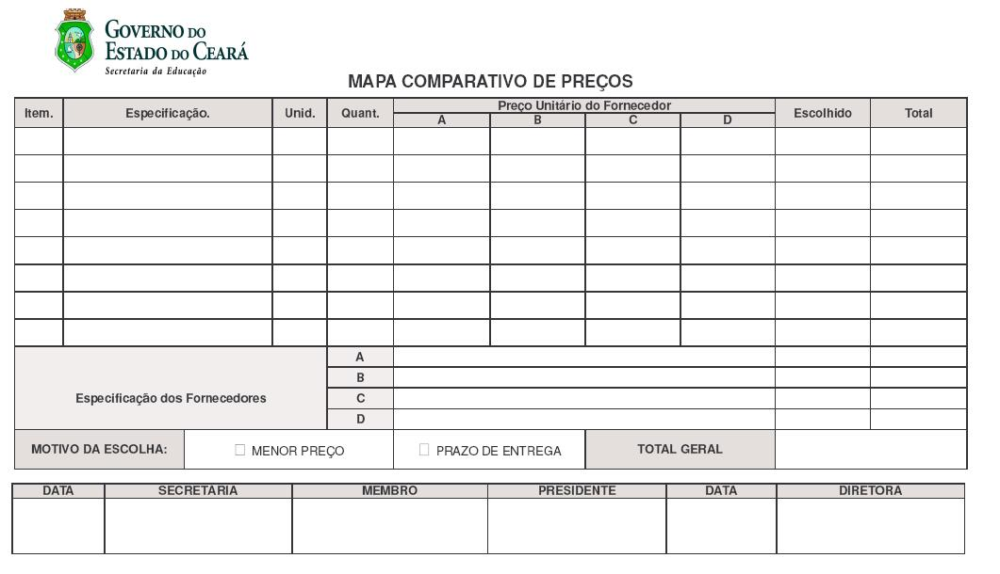 GOVERNO DO
ESTADO DO CEARÁ
Secretaria da Educação
MAPA COMPARATIVO DE PREÇOS
Item. Especificação. Unid. Quant. Preço Unitário do Fornecedor Escolhido Total
A B C D
Especificação dos Fornecedores
A
B
C
D
MOTIVO DA ESCOLHA: MENOR PREÇO PRAZO DE ENTREGA TOTAL GERAL
DATA SECRETARIA MEMBRO PRESIDENTE DATA DIRETORA